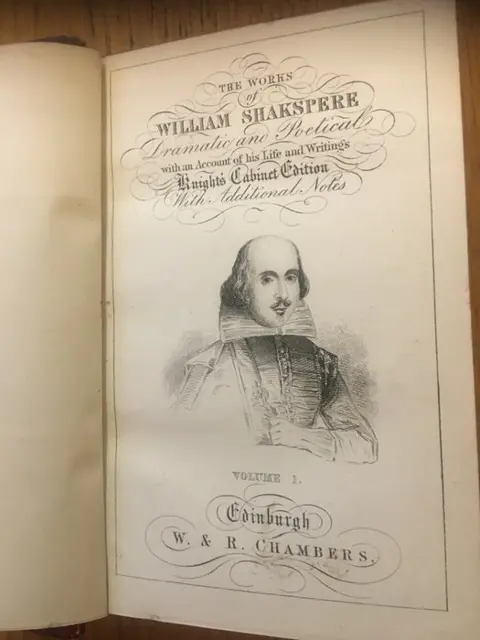 THE WORKS
of
WILLIAM SHAKSPERE
Dramatic and Poetical
with an Account of his Life and Writings
Knight's Cabinet Edition
With Additional Notes
VOLUME 1.
Edinburgh
W. & R. CHAMBERS.